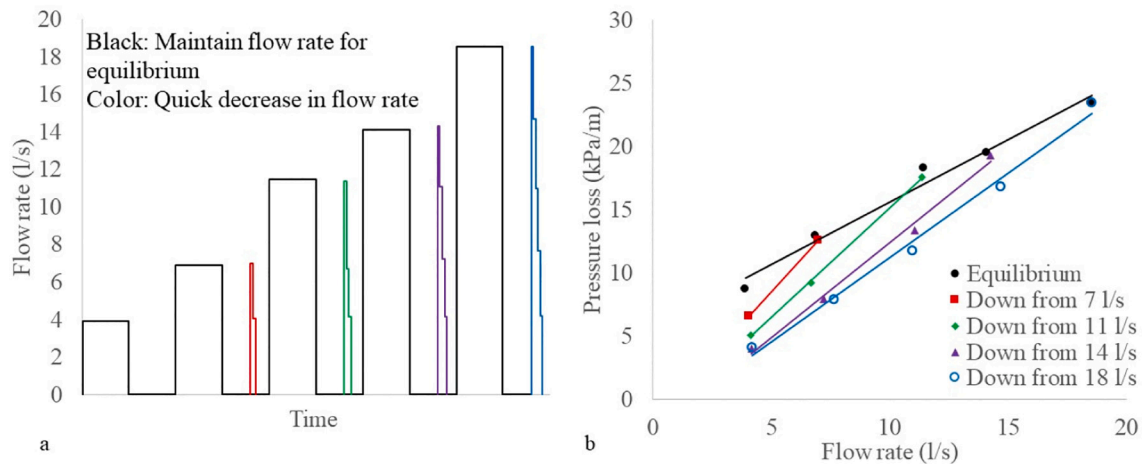 20
18
16
14
12
10
8
6
4
2
0
Flow rate (l/s)
Black: Maintain flow rate for
equilibrium
Color: Quick decrease in flow rate
Time
a
30
25
20
15
10
5
0
Pressure loss (kPa/m)
Equilibrium
Down from 7 l/s
Down from 11 l/s
Down from 14 l/s
Down from 18 l/s
0 5 10 15 20
Flow rate (l/s)
b